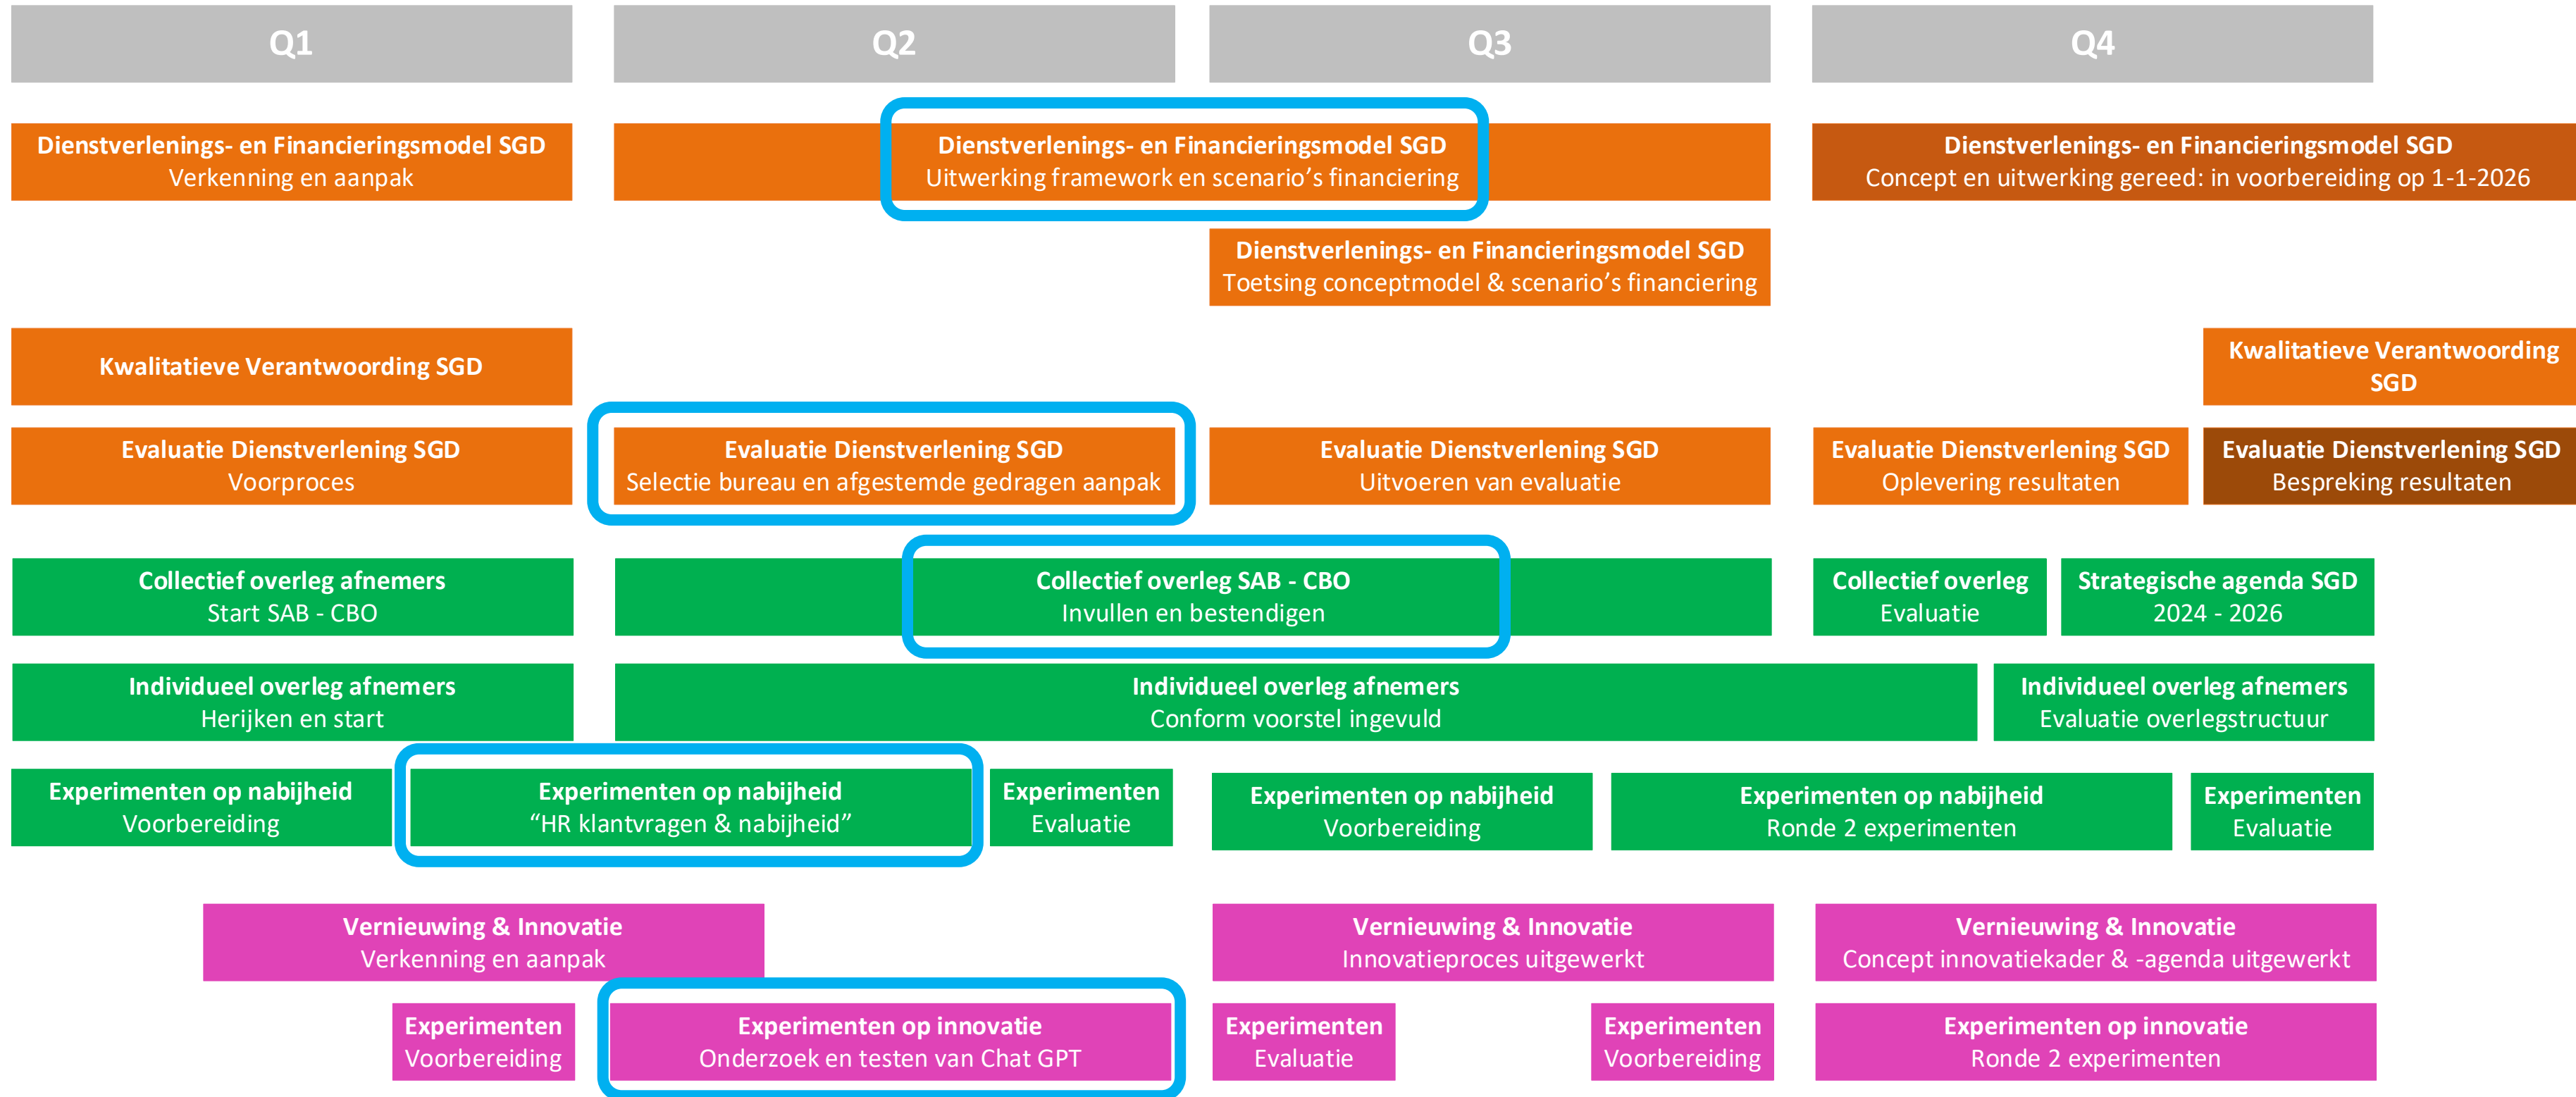 Q1
Q2
Q3
Q4
Dienstverlenings- en Financieringsmodel SGD
Verkenning en aanpak
Dienstverlenings- en Financieringsmodel SGD
Uitwerking framework en scenario's financiering
Dienstverlenings- en Financieringsmodel SGD
Concept en uitwerking gereed: in voorbereiding op 1-1-2026
Dienstverlenings- en Financieringsmodel SGD
Toetsing conceptmodel & scenario's financiering
Kwalitatieve Verantwoording SGD
Kwalitatieve Verantwoording
SGD
Evaluatie Dienstverlening SGD
Voorproces
Evaluatie Dienstverlening SGD
Selectie bureau en afgestemde gedragen aanpak
Evaluatie Dienstverlening SGD
Uitvoeren van evaluatie
Evaluatie Dienstverlening SGD
Oplevering resultaten
Evaluatie Dienstverlening SGD
Bespreking resultaten
Collectief overleg afnemers
Start SAB - CBO
Collectief overleg SAB - CBO
Invullen en bestendigen
Collectief overleg
Evaluatie
Strategische agenda SGD
2024 - 2026
Individueel overleg afnemers
Herijken en start
Individueel overleg afnemers
Conform voorstel ingevuld
Individueel overleg afnemers
Evaluatie overlegstructuur
Experimenten op nabijheid
Voorbereiding
Experimenten op nabijheid
"HR klantvragen & nabijheid"
Experimenten
Evaluatie
Experimenten op nabijheid
Voorbereiding
Experimenten op nabijheid
Ronde 2 experimenten
Experimenten
Evaluatie
Vernieuwing & Innovatie
Verkenning en aanpak
Vernieuwing & Innovatie
Innovatieproces uitgewerkt
Vernieuwing & Innovatie
Concept innovatiekader & -agenda uitgewerkt
Experimenten
Voorbereiding
Experimenten op innovatie
Onderzoek en testen van Chat GPT
Experimenten
Evaluatie
Experimenten
Voorbereiding
Experimenten op innovatie
Ronde 2 experimenten